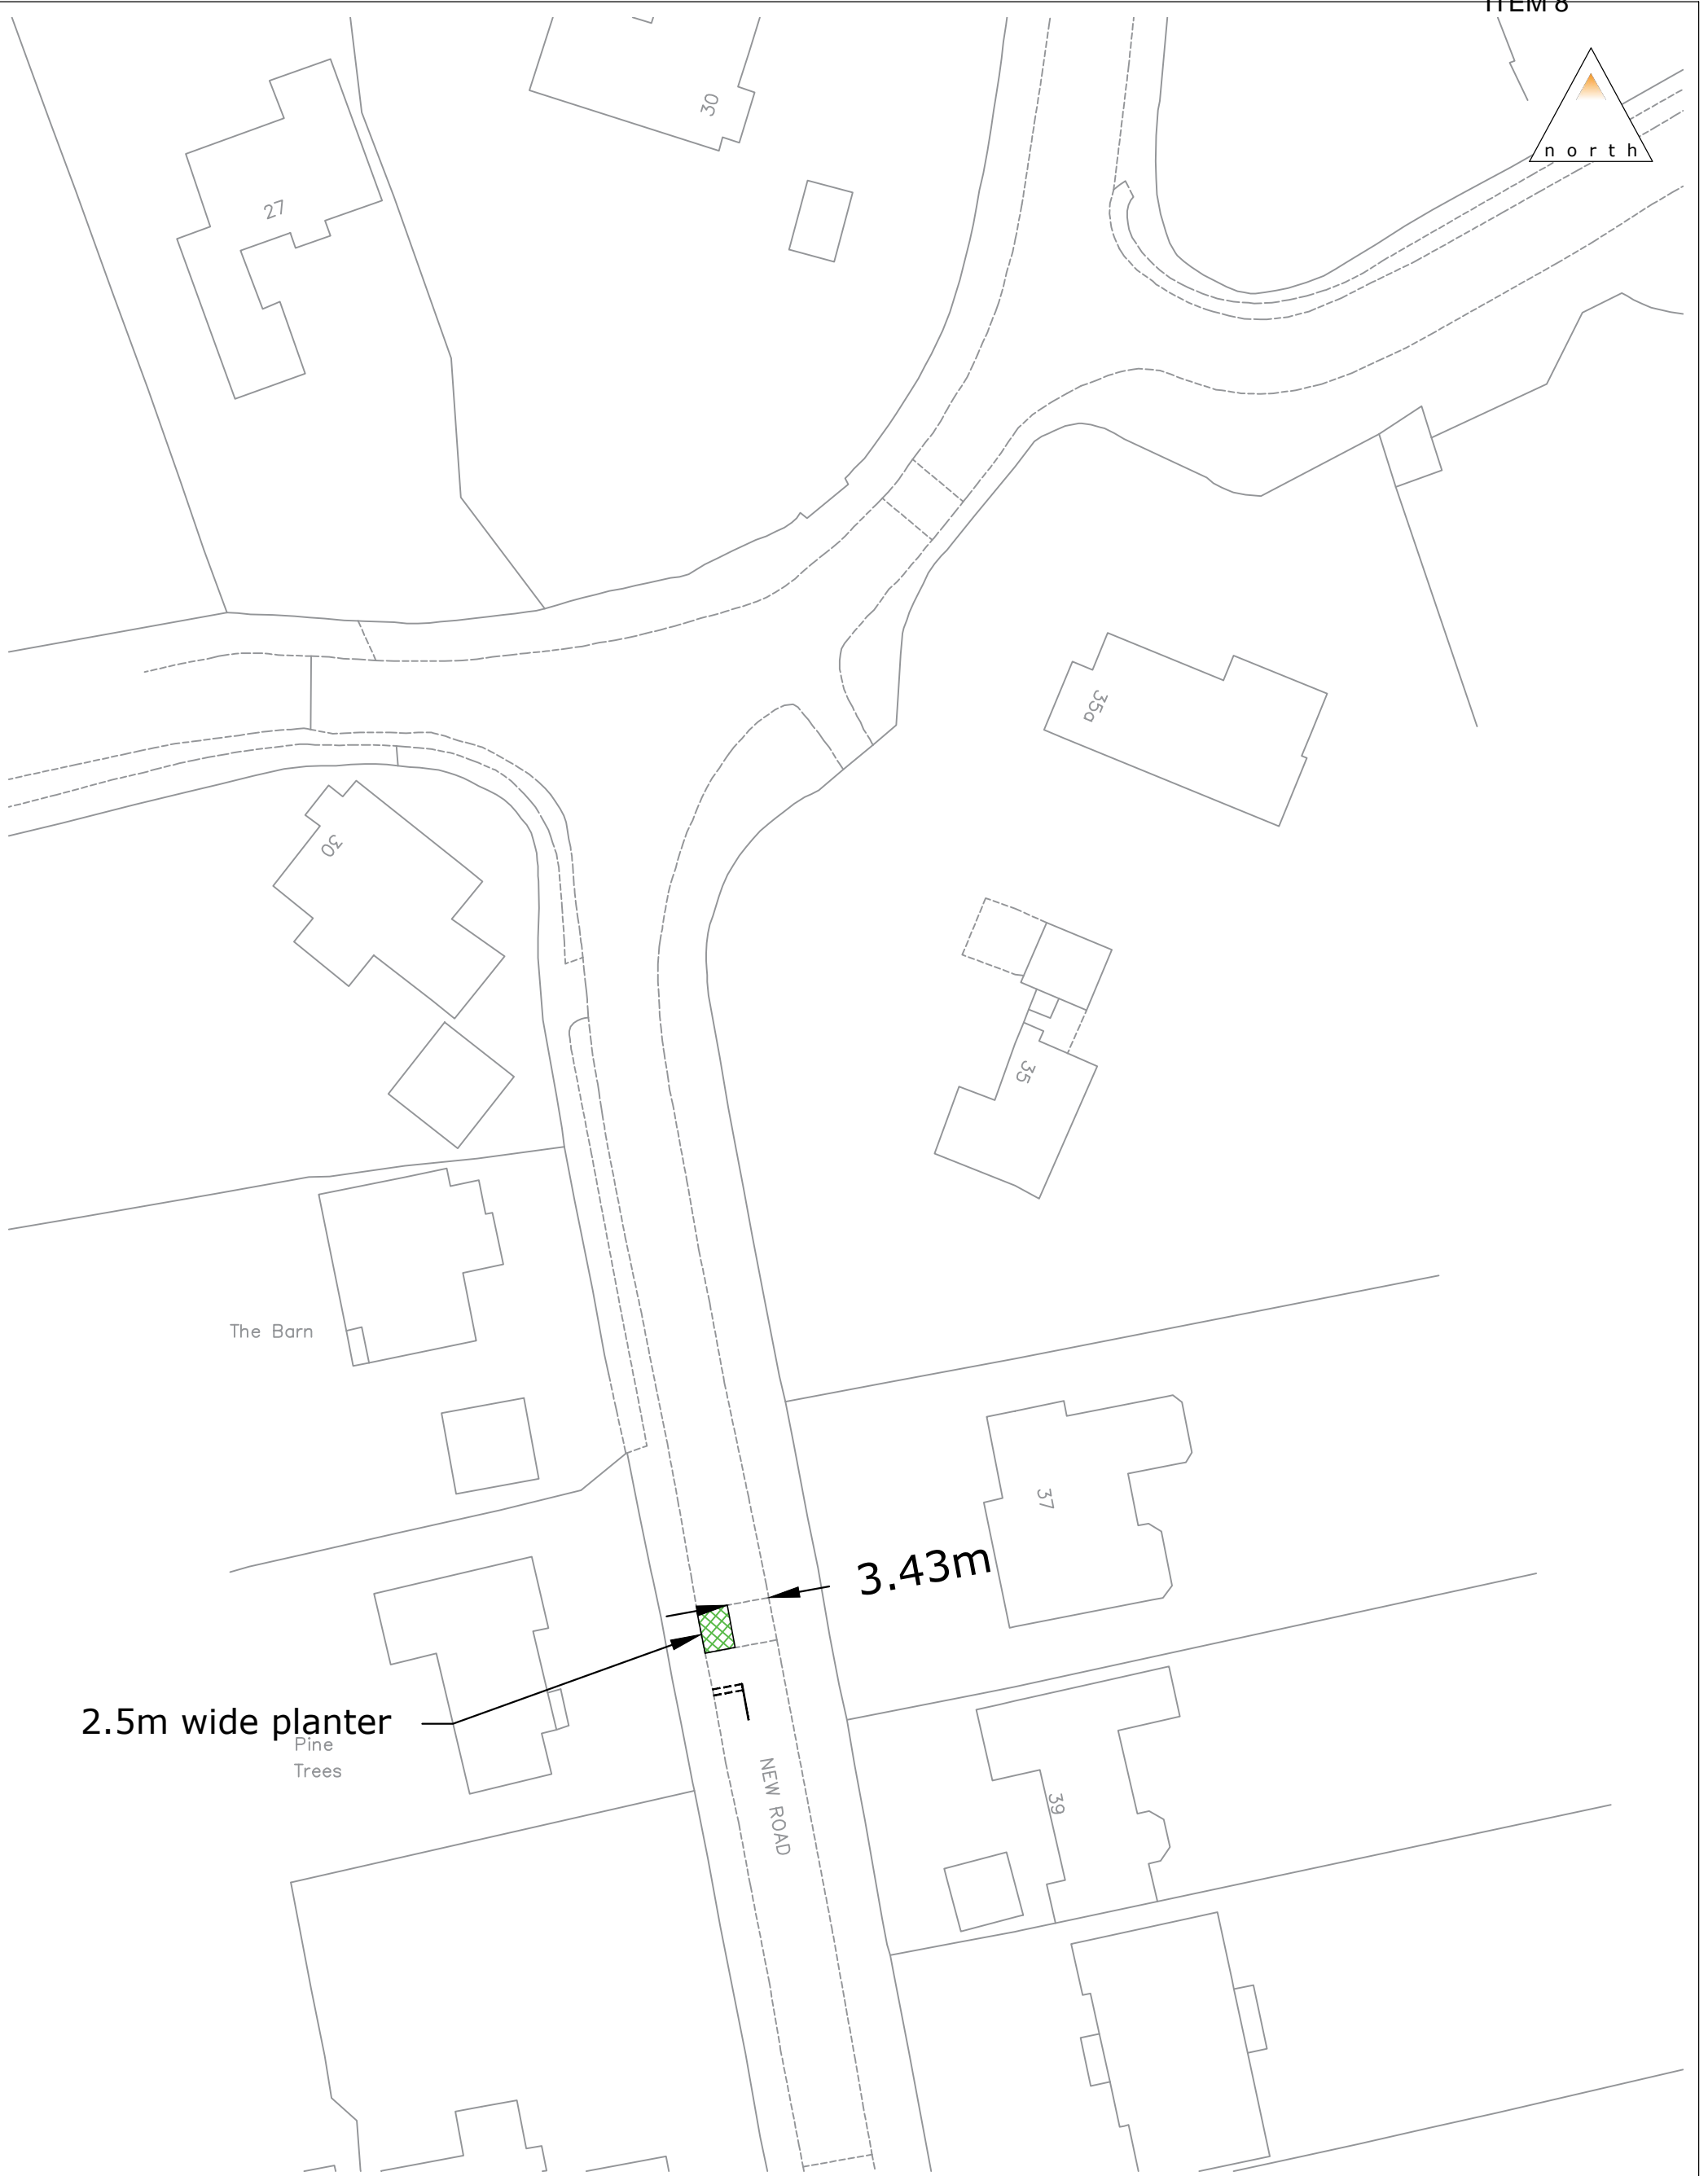 ITEM 8
north
30
27
35a
30
35
The Barn
37
3.43m
2.5m wide planter
Pine
Trees
NEW ROAD
39